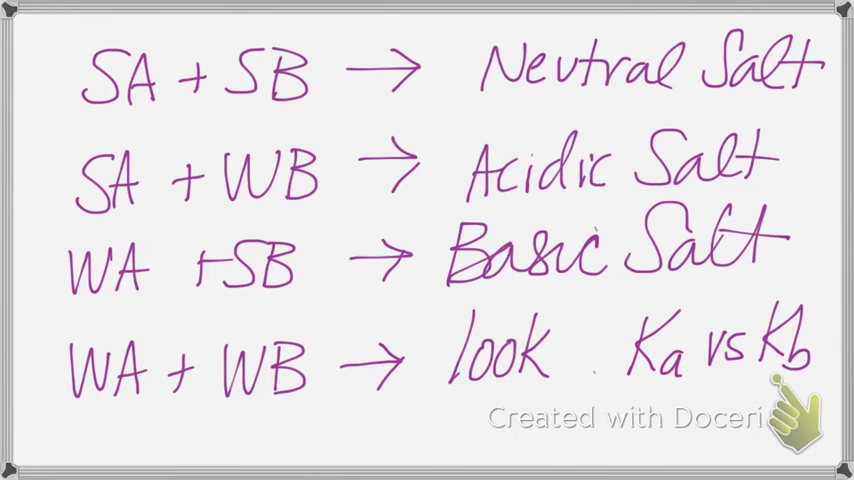 SA + SB → Neutral Salt
SA + WB → Acidic Salt
WA + SB → Basic Salt
WA + WB → look Ka vs Kb
Created with Doceri